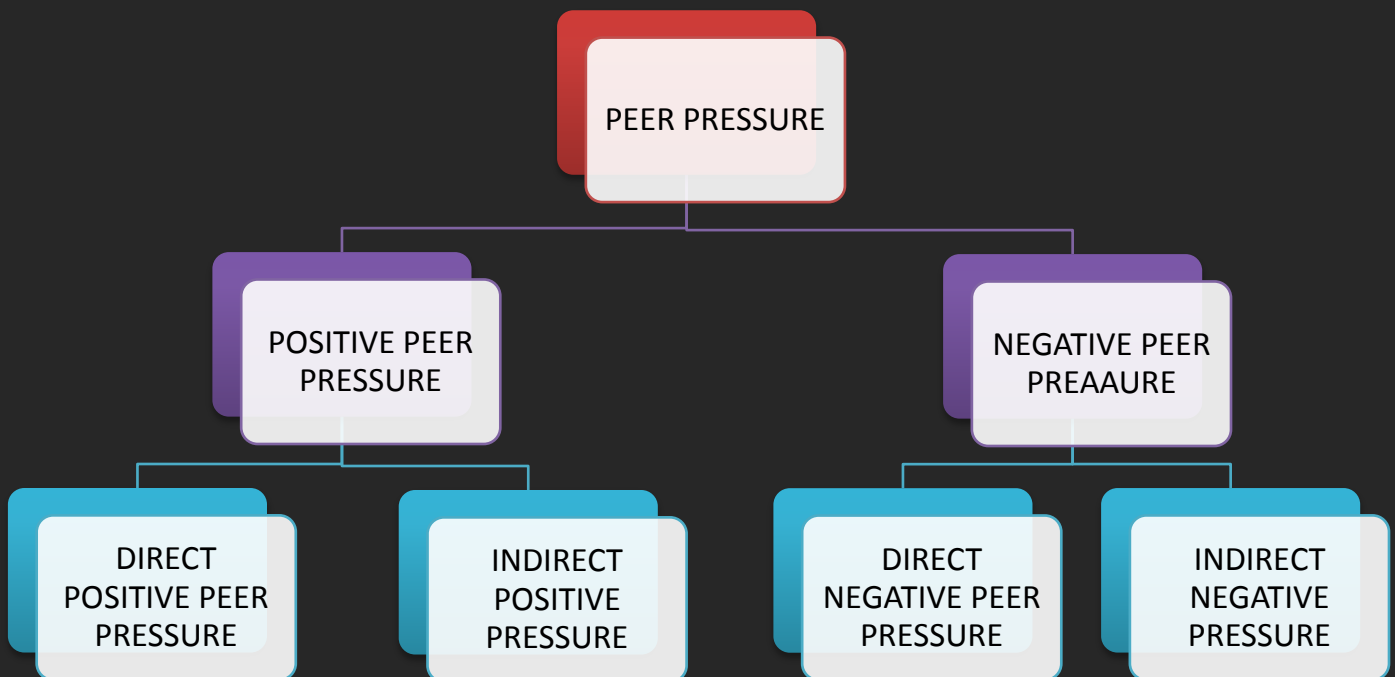 PEER PRESSURE
POSITIVE PEER
PRESSURE
NEGATIVE PEER
PREAAURE
DIRECT
POSITIVE PEER
PRESSURE
INDIRECT
POSITIVE
PRESSURE
DIRECT
NEGATIVE PEER
PRESSURE
INDIRECT
NEGATIVE
PRESSURE